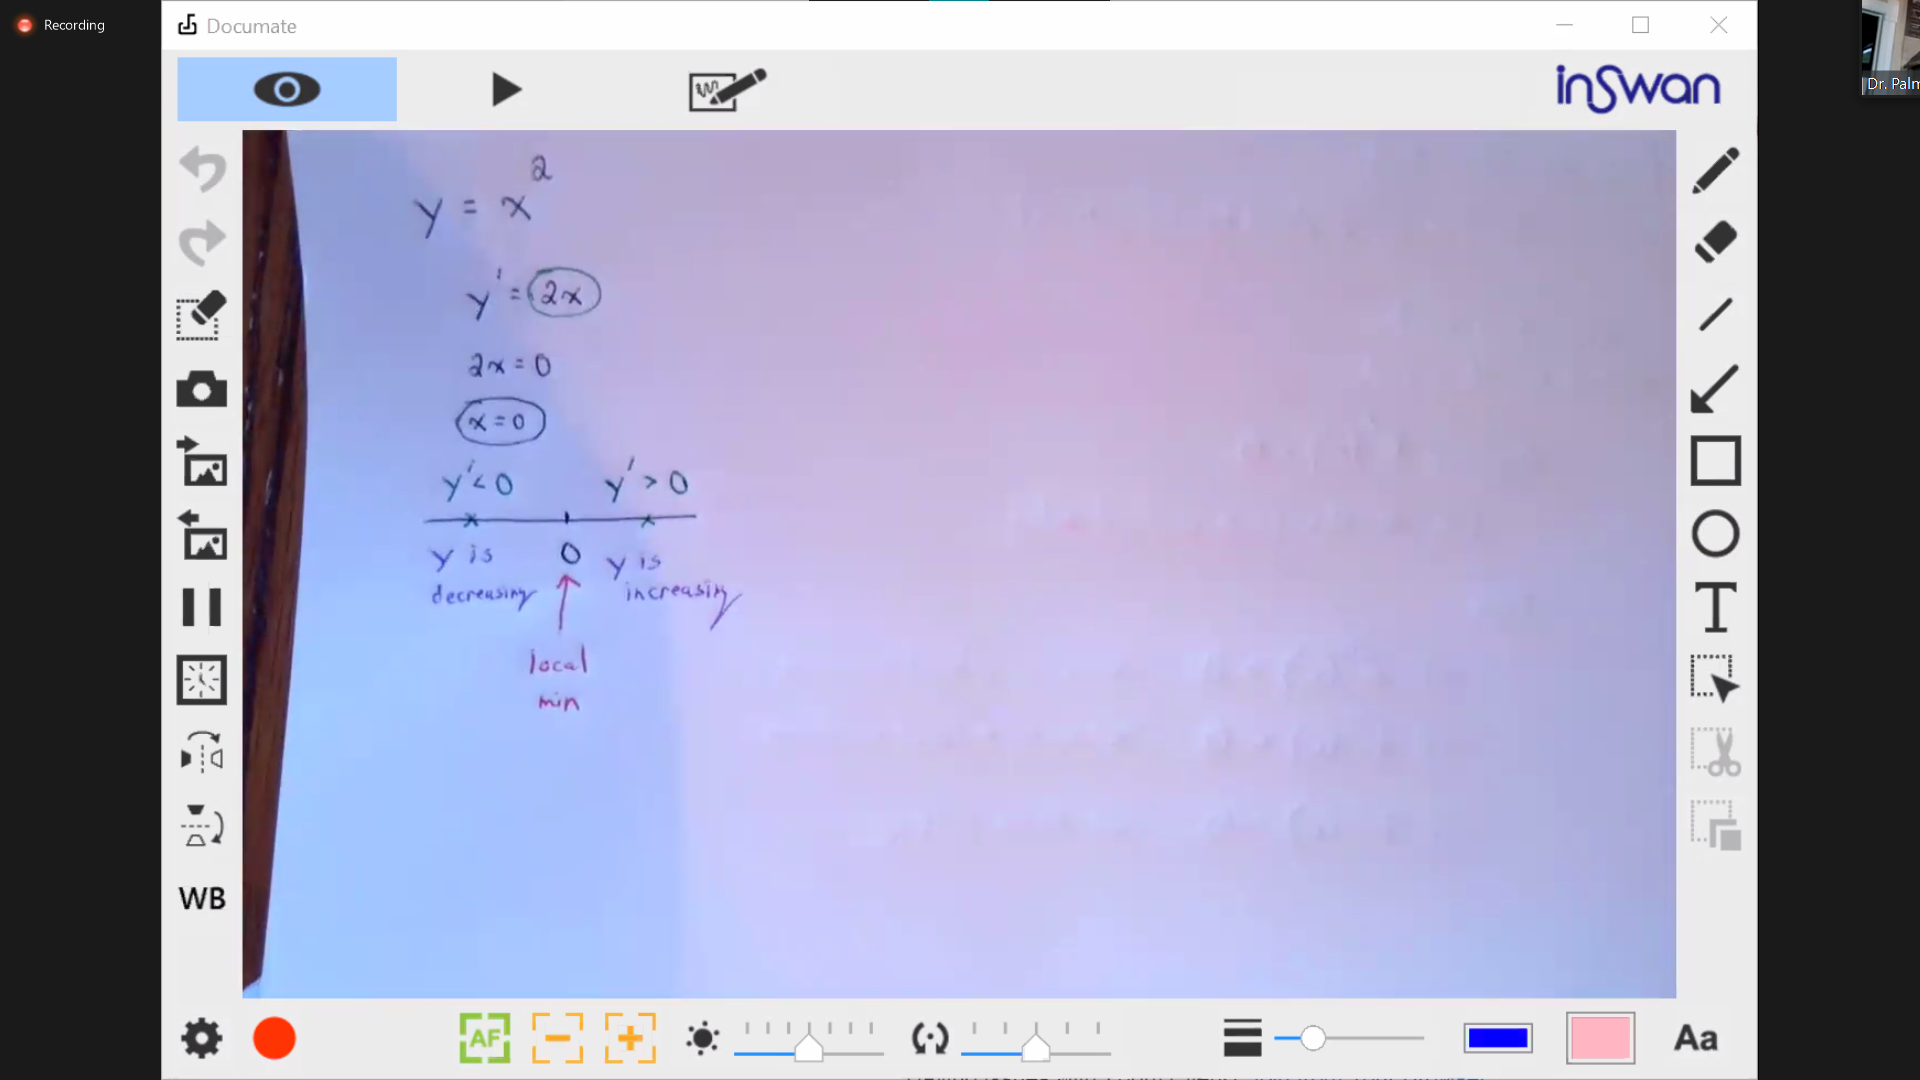 Recording
Documate
inSwan
Dr. Palm
y = x²
y' = 2x
2x = 0
x = 0
y' < 0
y' > 0
y is
decreasing
0
y is
increasing
local
min
WB
AF
T
Aa